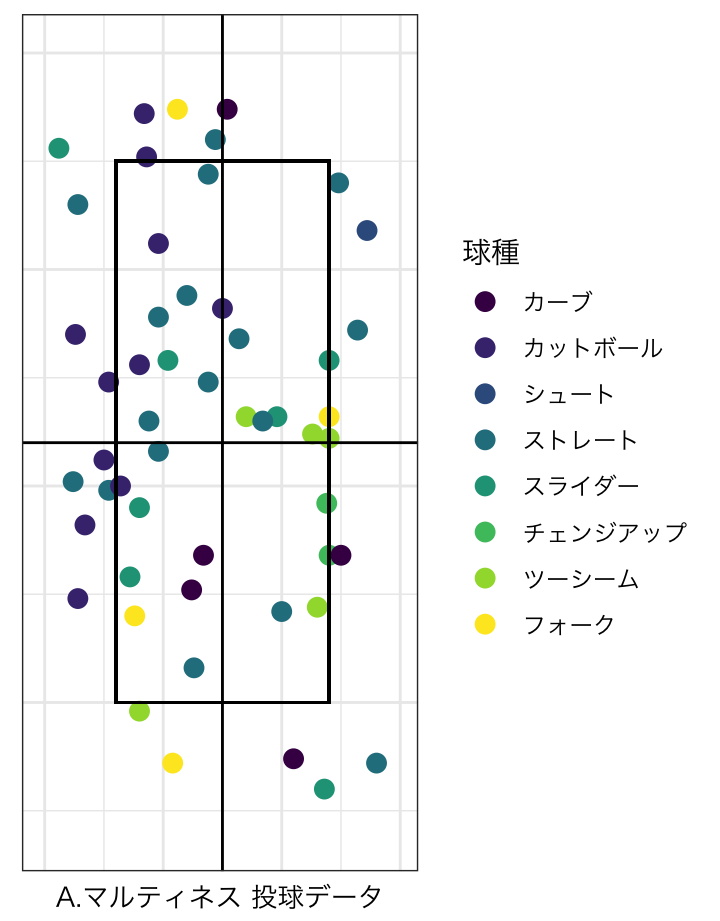 球種
カーブ
カットボール
シュート
ストレート
スライダー
チェンジアップ
ツーシーム
フォーク
A.マルティネス 投球データ